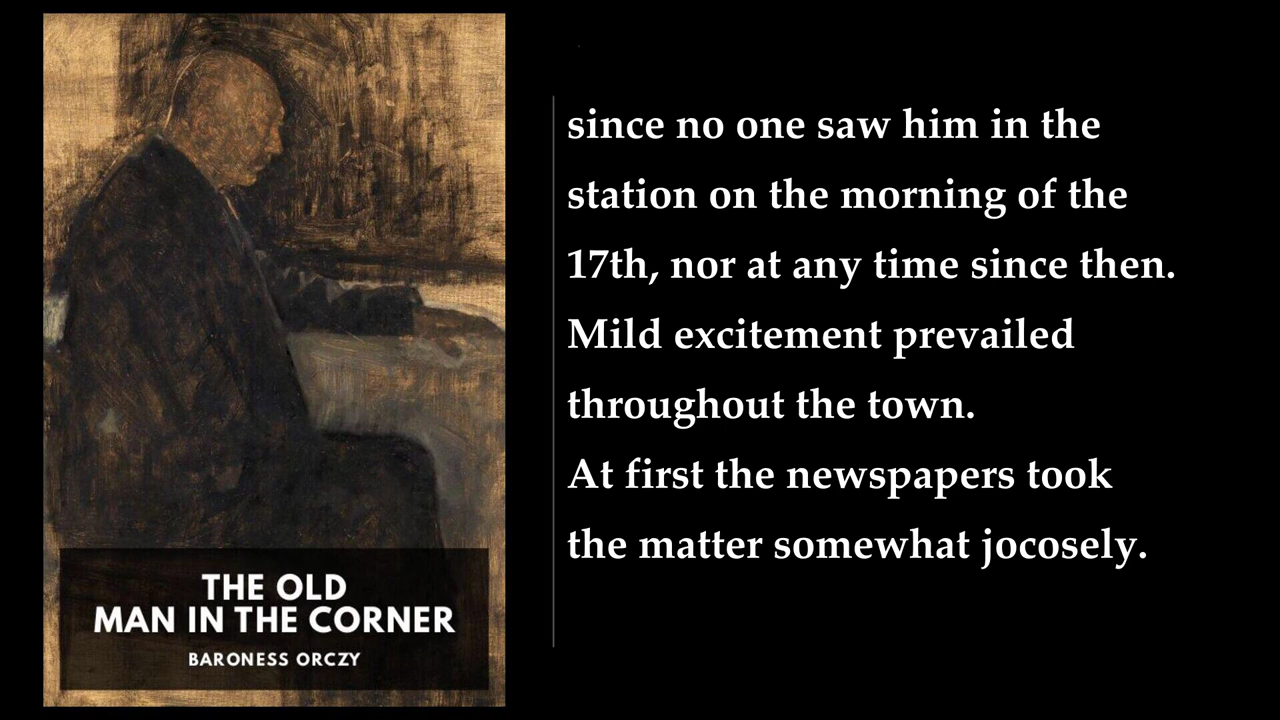 since no one saw him in the
station on the morning of the
17th, nor at any time since then.
Mild excitement prevailed
throughout the town.
At first the newspapers took
the matter somewhat jocosely.
THE OLD
MAN IN THE CORNER
BARONESS ORCZY